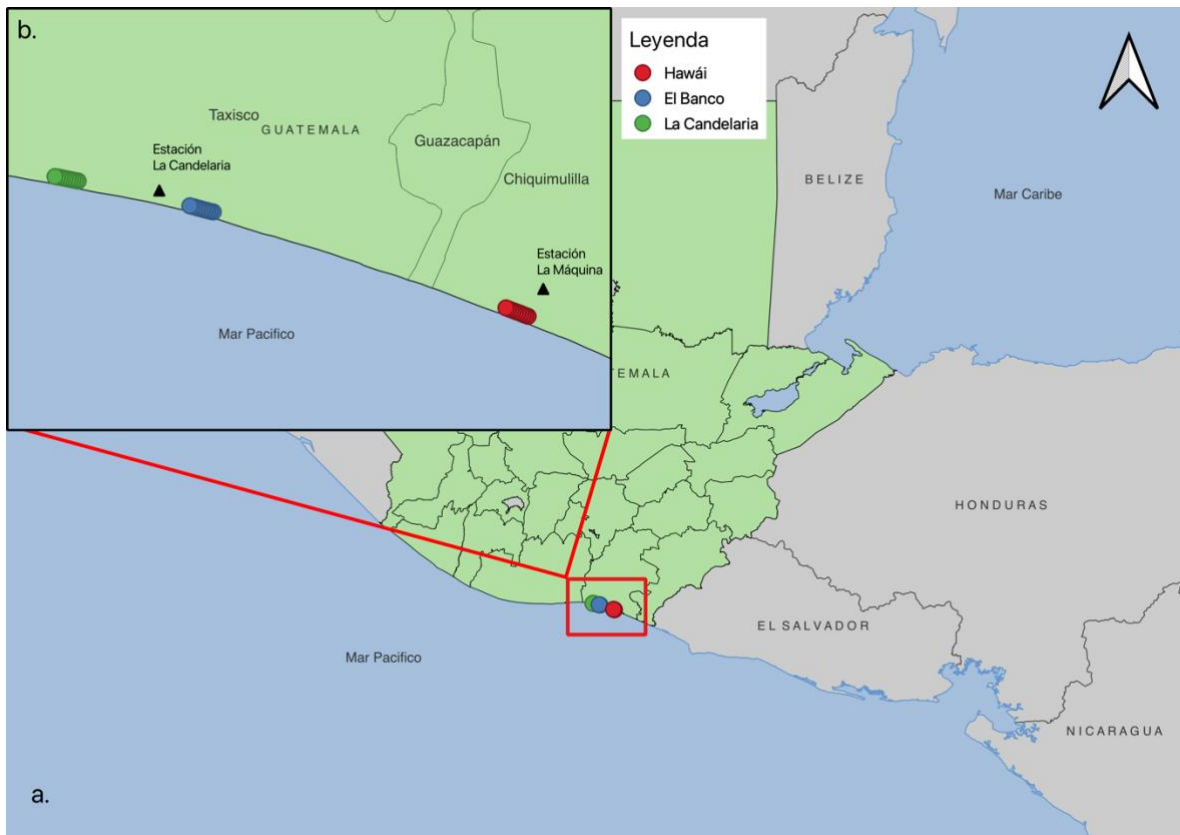 b.
Taxisco
GUATEMALA
Guazacapán
Estación
La Candelaria
Chiquimulilla
Estación
La Máquina
Mar Pacifico
Leyenda
Hawái
El Banco
La Candelaria
BELIZE
Mar Caribe
TEMALA
HONDURAS
EL SALVADOR
Mar Pacifico
NICARAGUA
a.